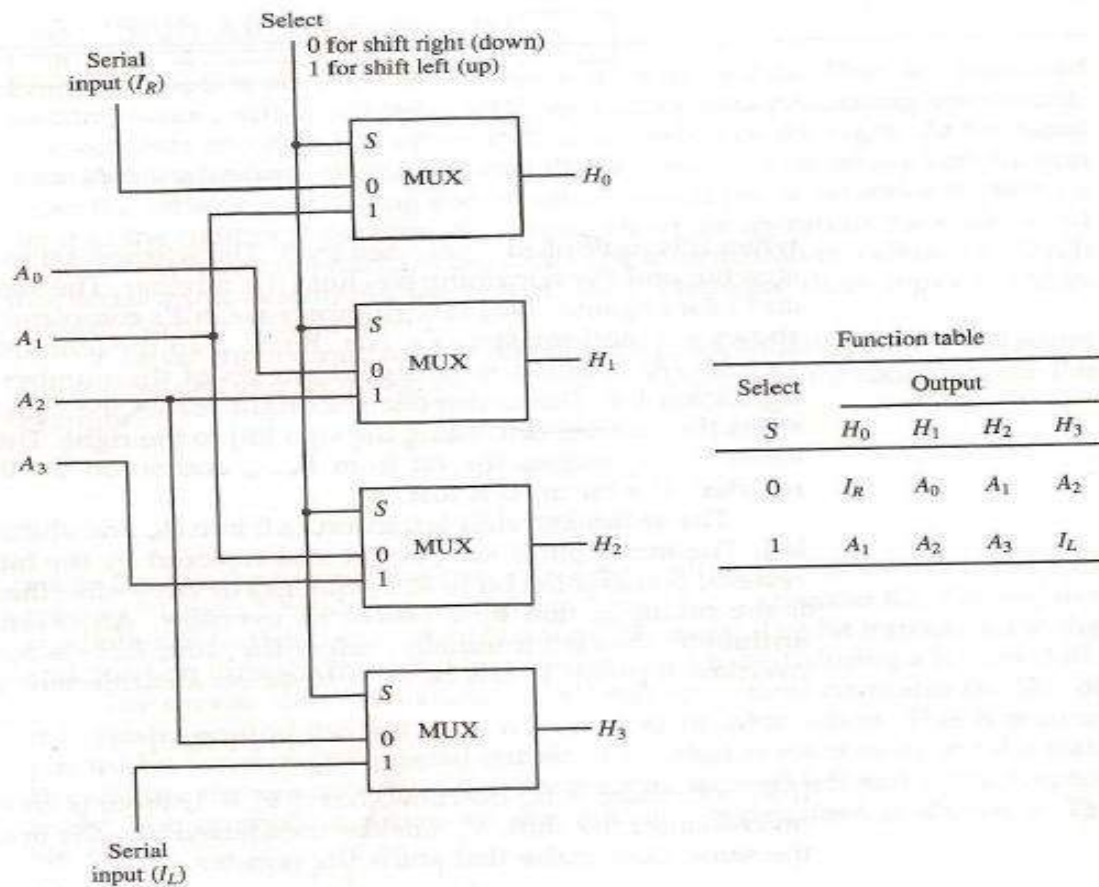 Select
0 for shift right (down)
1 for shift left (up)
Serial
input (I_R)
S
MUX
0
1
H_0
A_0
A_1
A_2
A_3
S
MUX
0
1
H_1
S
MUX
0
1
H_2
S
MUX
0
1
H_3
Serial
input (I_L)
Function table
Select Output
S H_0 H_1 H_2 H_3
0 I_R A_0 A_1 A_2
1 A_1 A_2 A_3 I_L